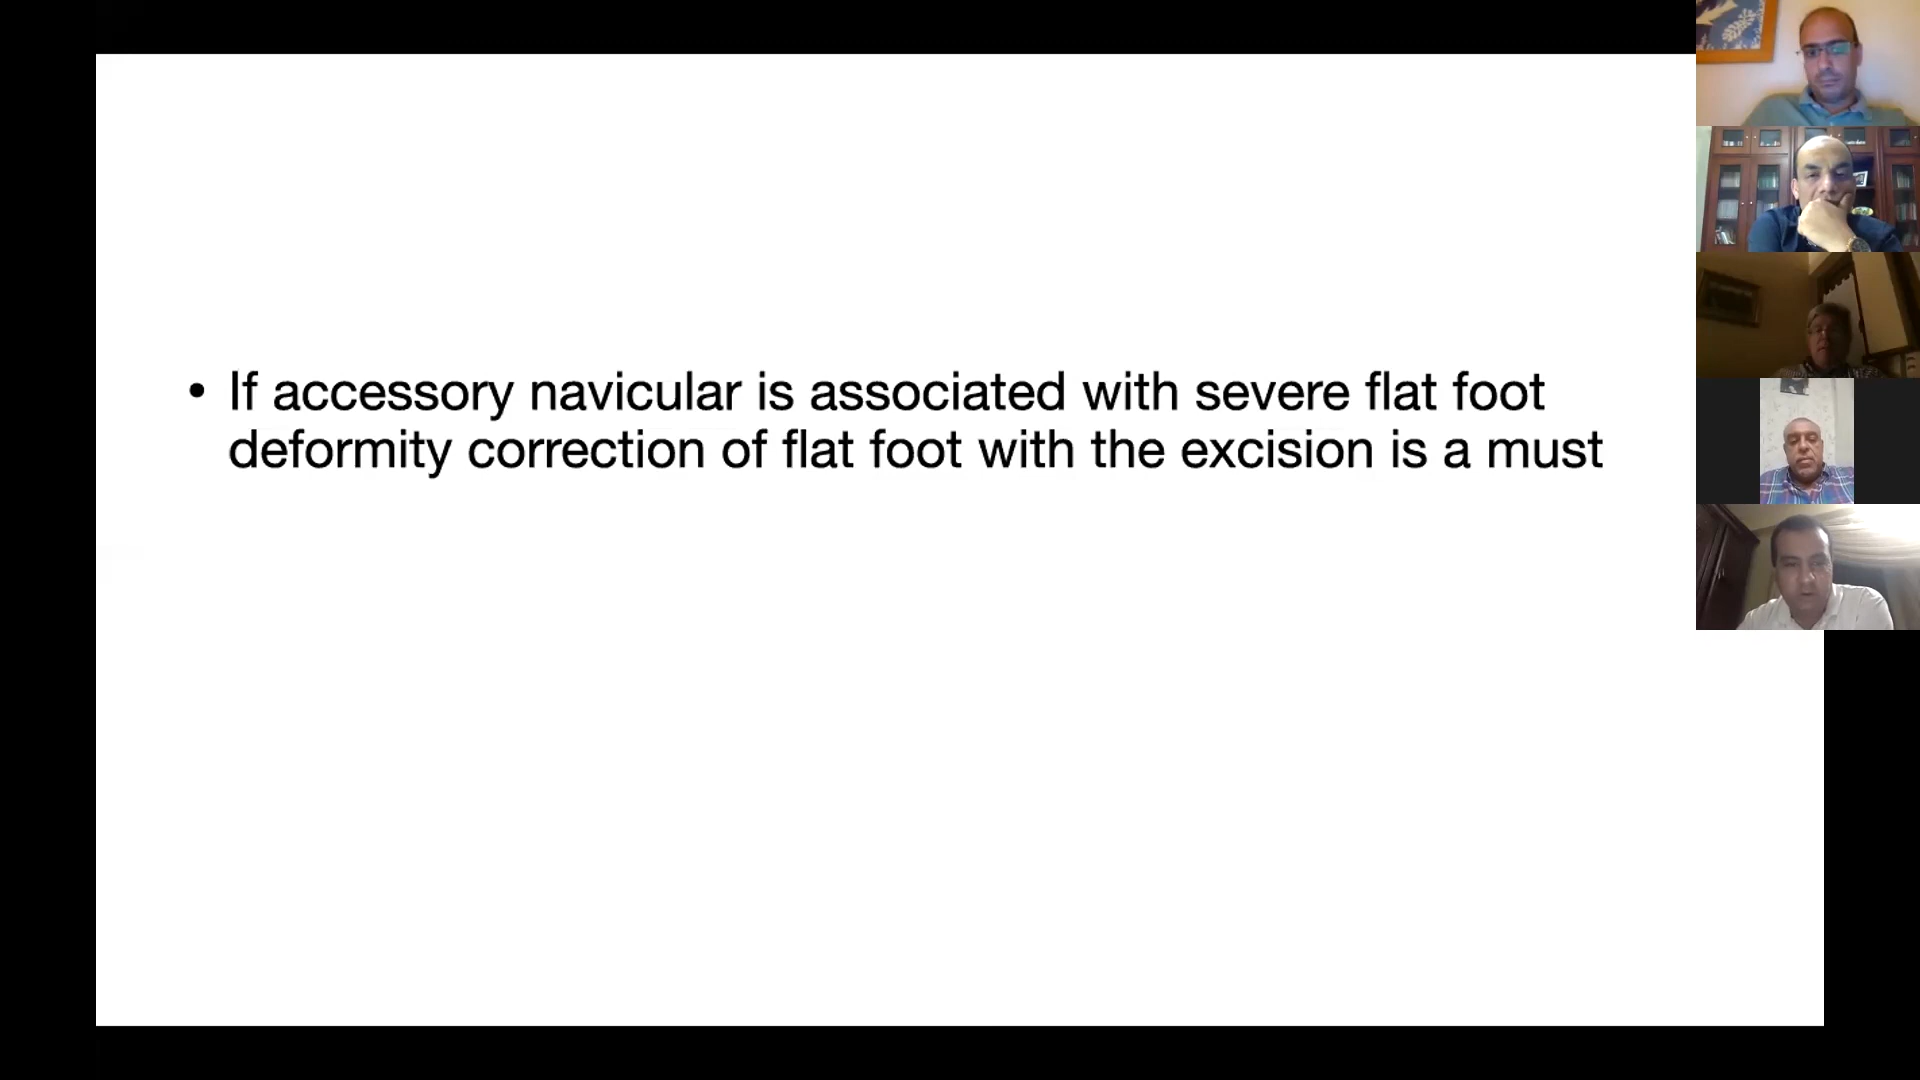 • If accessory navicular is associated with severe flat foot
deformity correction of flat foot with the excision is a must